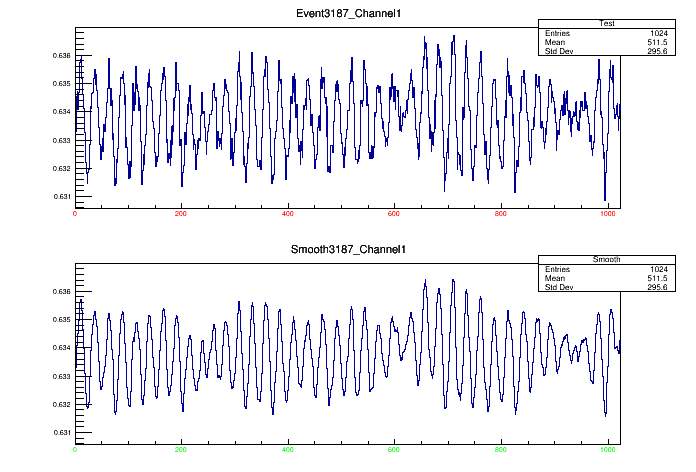 Event3187_Channel1
Test
Entries 1024
Mean 511.5
Std Dev 295.6
0.636
0.635
0.634
0.633
0.632
0.631
0 200 400 600 800 1000
Smooth3187_Channel1
Smooth
Entries 1024
Mean 511.5
Std Dev 295.6
0.636
0.635
0.634
0.633
0.632
0.631
0 200 400 600 800 1000